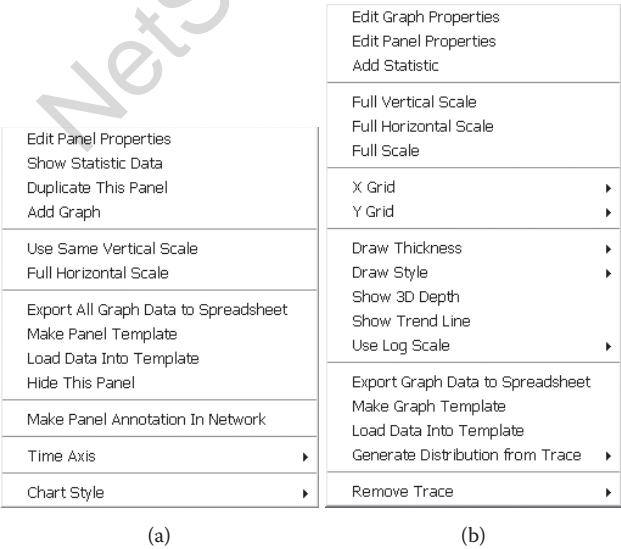 NetS
Edit Panel Properties
Show Statistic Data
Duplicate This Panel
Add Graph
Use Same Vertical Scale
Full Horizontal Scale
Export All Graph Data to Spreadsheet
Make Panel Template
Load Data Into Template
Hide This Panel
Make Panel Annotation In Network
Time Axis
Chart Style
(a)
Edit Graph Properties
Edit Panel Properties
Add Statistic
Full Vertical Scale
Full Horizontal Scale
Full Scale
X Grid
Y Grid
Draw Thickness
Draw Style
Show 3D Depth
Show Trend Line
Use Log Scale
Export Graph Data to Spreadsheet
Make Graph Template
Load Data Into Template
Generate Distribution from Trace
Remove Trace
(b)